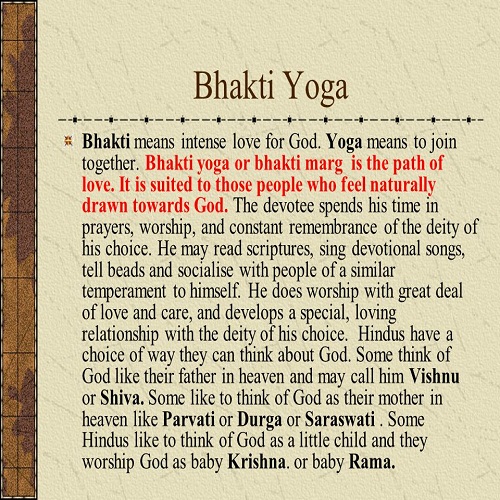 Bhakti Yoga
Bhakti means intense love for God. Yoga means to join
together. Bhakti yoga or bhakti marg is the path of
love. It is suited to those people who feel naturally
drawn towards God. The devotee spends his time in
prayers, worship, and constant remembrance of the deity of
his choice. He may read scriptures, sing devotional songs,
tell beads and socialise with people of a similar
temperament to himself. He does worship with great deal
of love and care, and develops a special, loving
relationship with the deity of his choice. Hindus have a
choice of way they can think about God. Some think of
God like their father in heaven and may call him Vishnu
or Shiva. Some like to think of God as their mother in
heaven like Parvati or Durga or Saraswati . Some
Hindus like to think of God as a little child and they
worship God as baby Krishna. or baby Rama.